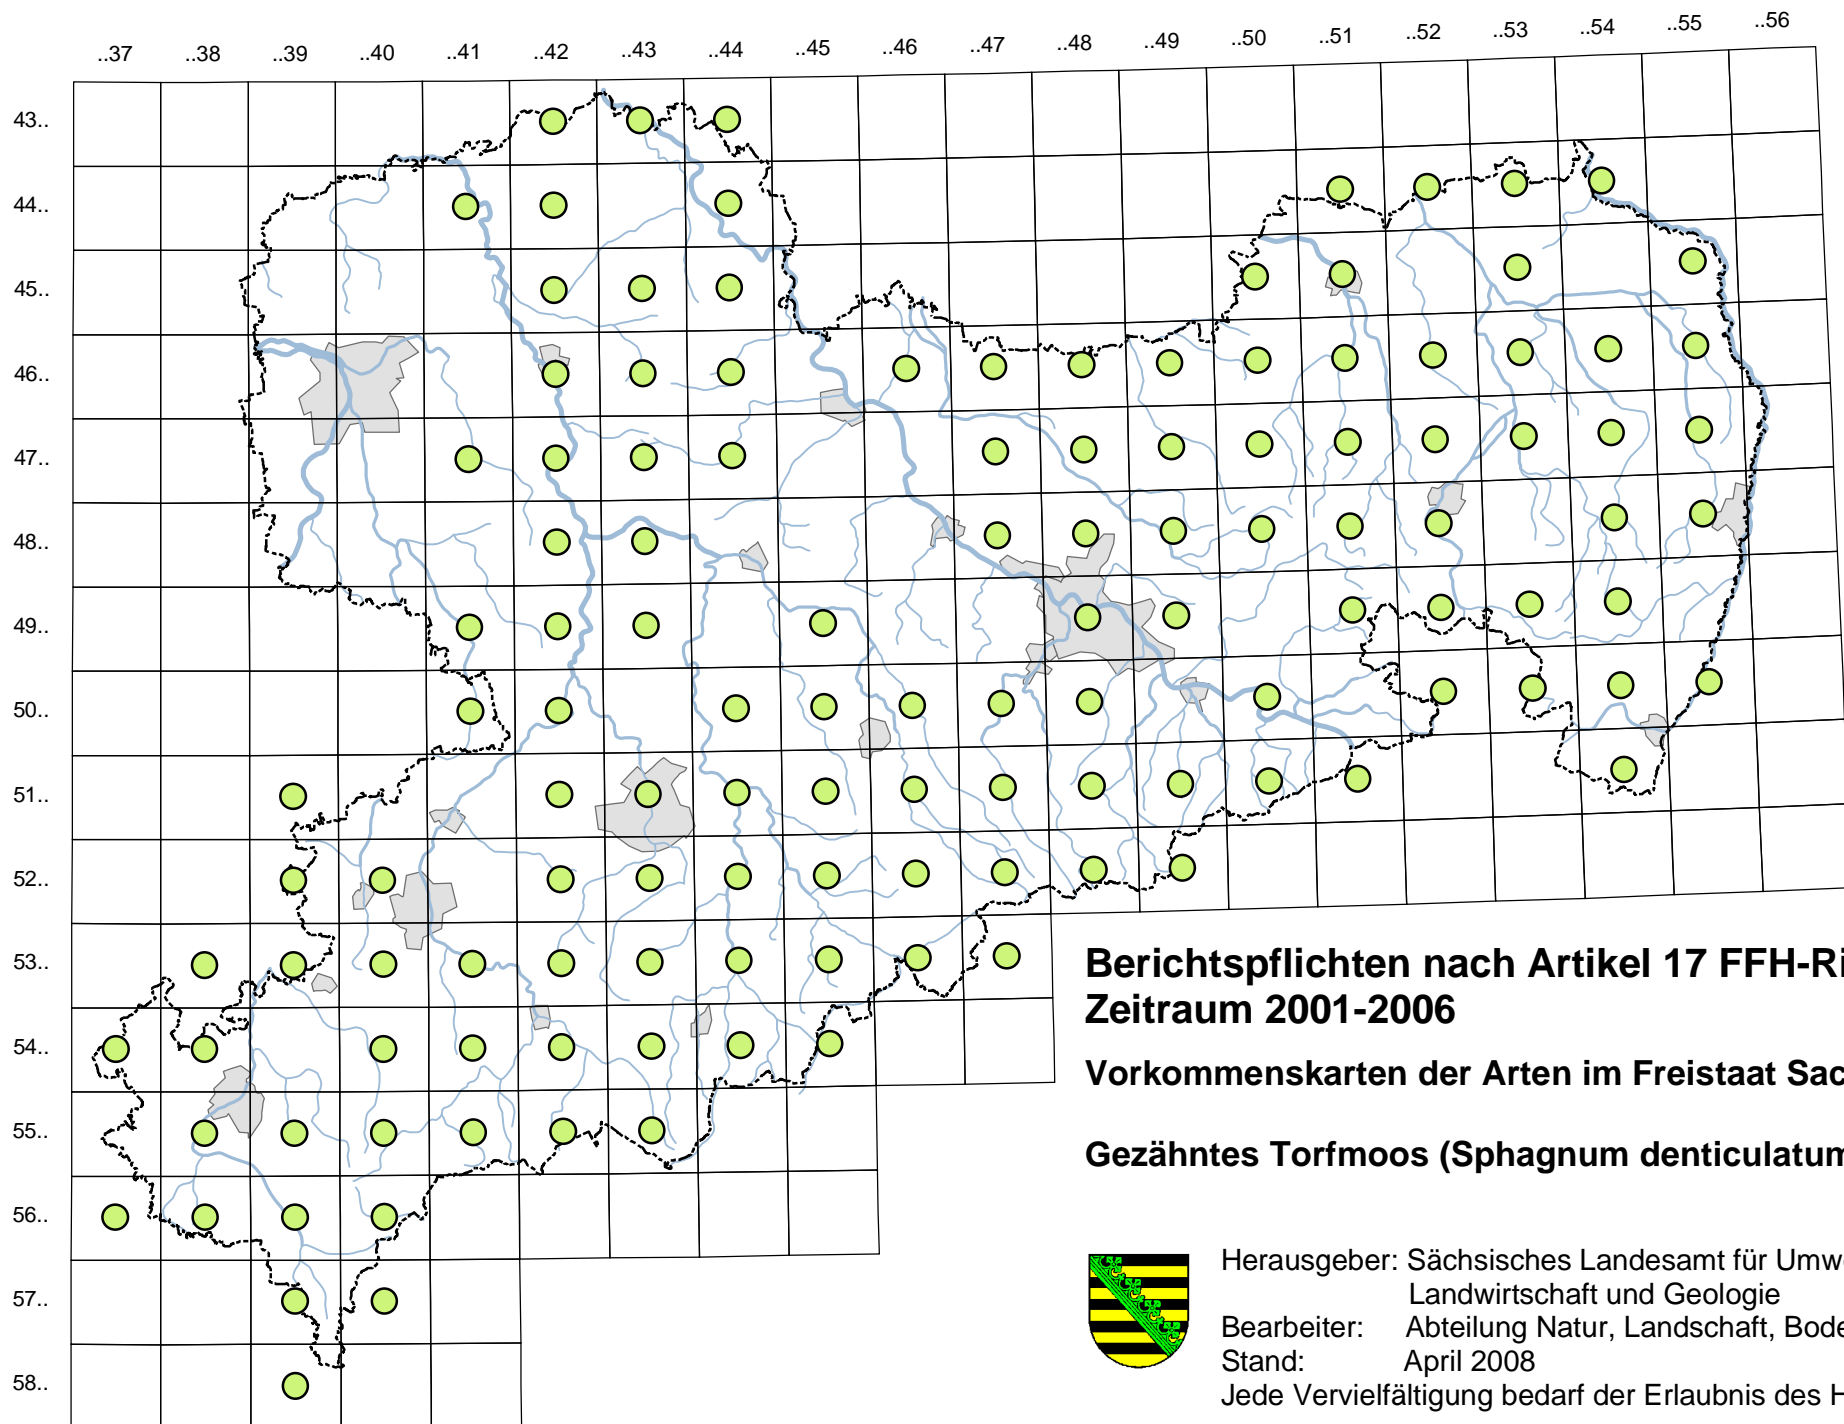 ..37 ..38 ..39 ..40 ..41 ..42 ..43 ..44 ..45 ..46 ..47 ..48 ..49 ..50 ..51 ..52 ..53 ..54 ..55 ..56
43..
44..
45..
46..
47..
48..
49..
50..
51..
52..
53..
54..
55..
56..
57..
58..
Berichtspflichten nach Artikel 17 FFH-Ri
Zeitraum 2001-2006
Vorkommenskarten der Arten im Freistaat Sac
Gezähntes Torfmoos (Sphagnum denticulatum
Herausgeber: Sächsisches Landesamt für Umwe
Landwirtschaft und Geologie
Bearbeiter: Abteilung Natur, Landschaft, Bode
Stand: April 2008
Jede Vervielfältigung bedarf der Erlaubnis des H